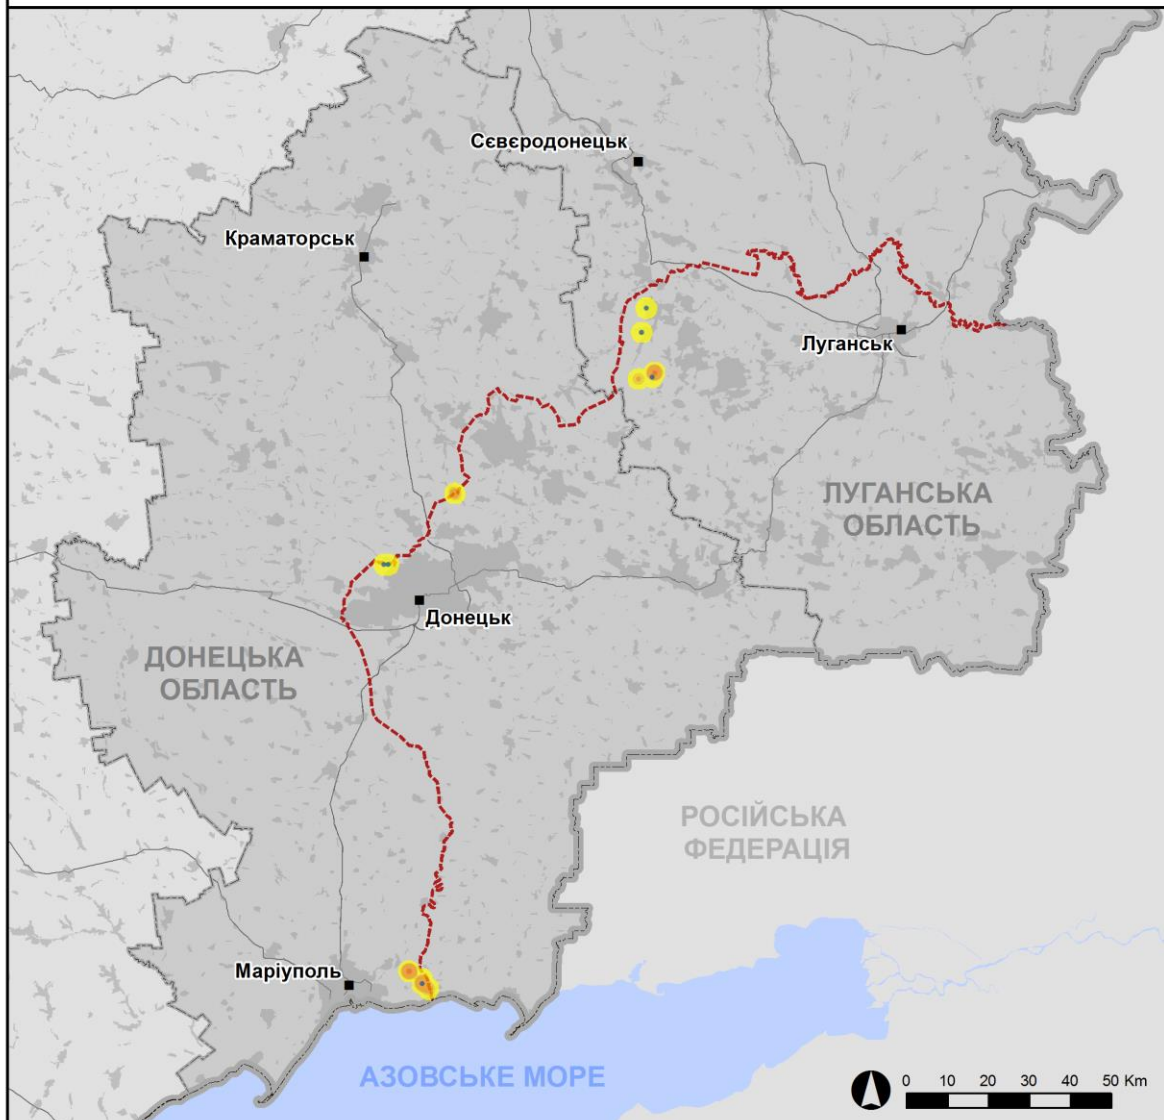 Сєвєродонецьк
Краматорськ
Луганськ
ЛУГАНСЬКА
ОБЛАСТЬ
Донецьк
ДОНЕЦЬКА
ОБЛАСТЬ
РОСІЙСЬКА
ФЕДЕРАЦІЯ
Маріуполь
АЗОВСЬКЕ МОРЕ
0 10 20 30 40 50 Km